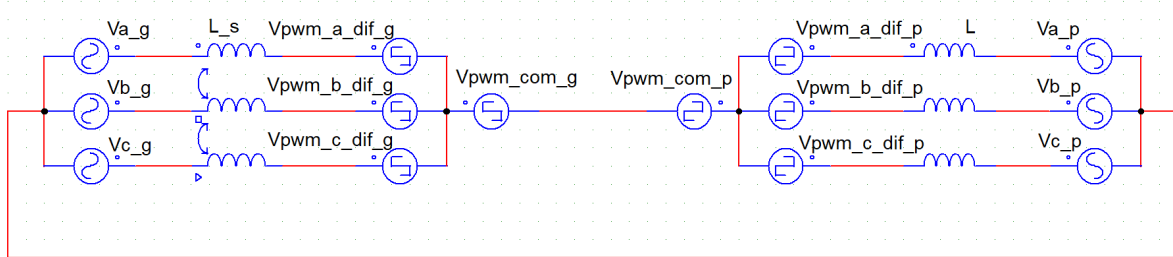 Va_g L_s Vpwm_a_dif_g Vpwm_a_dif_p L Va_p
Vpwm_com_g Vpwm_com_p
Vb_g Vpwm_b_dif_g Vpwm_b_dif_p Vb_p
Vc_g Vpwm_c_dif_g Vpwm_c_dif_p Vc_p